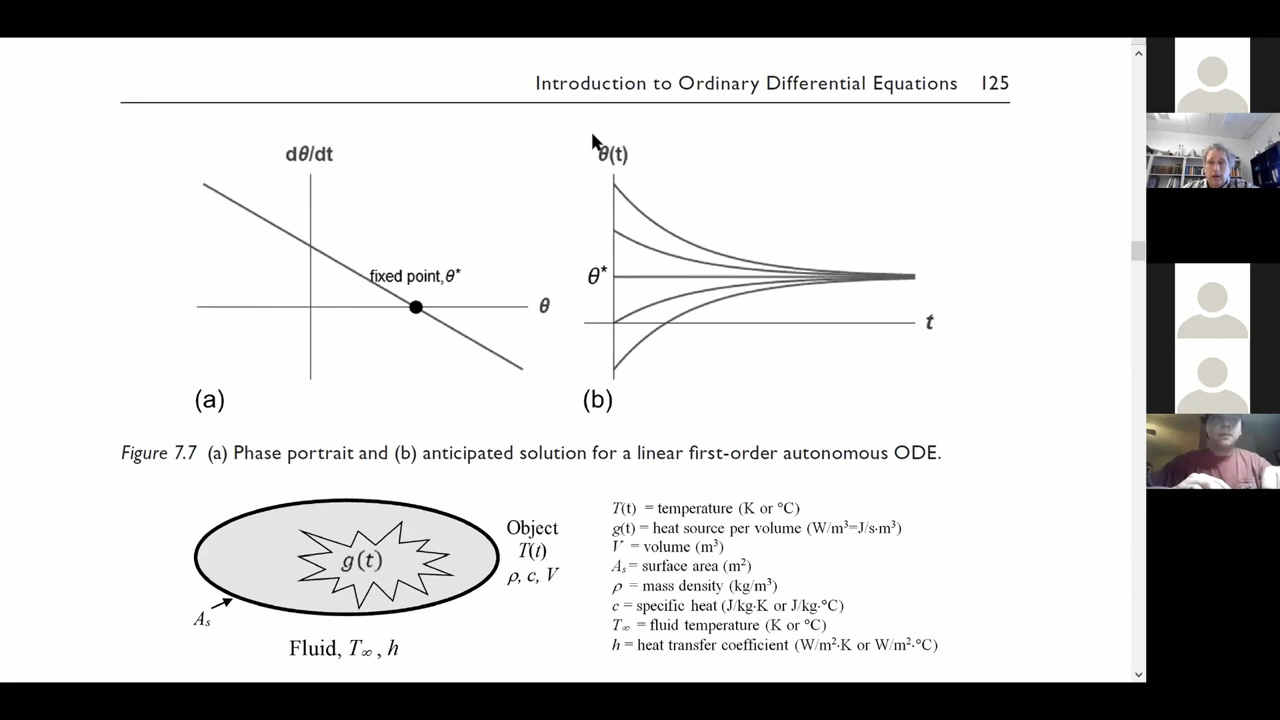 Introduction to Ordinary Differential Equations 125
dθ/dt
fixed point, θ*
θ
(a)
θ(t)
θ*
t
(b)
Figure 7.7 (a) Phase portrait and (b) anticipated solution for a linear first-order autonomous ODE.
g(t)
Object
T(t)
ρ, c, V
Aₛ
Fluid, T∞ , h
T(t) = temperature (K or °C)
g(t) = heat source per volume (W/m³=J/s·m³)
V = volume (m³)
Aₛ = surface area (m²)
ρ = mass density (kg/m³)
c = specific heat (J/kg·K or J/kg·°C)
T∞ = fluid temperature (K or °C)
h = heat transfer coefficient (W/m²·K or W/m²·°C)